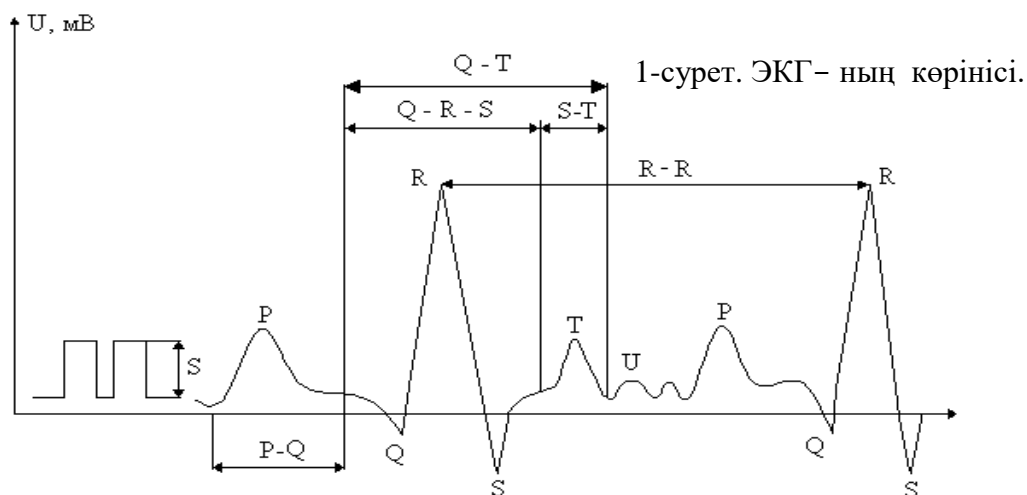 U, мВ
Q - T
1-сурет. ЭКГ– ның көрінісі.
Q - R - S
S-T
R
R - R
R
P
T
P
S
U
P-Q
Q
S
Q
S